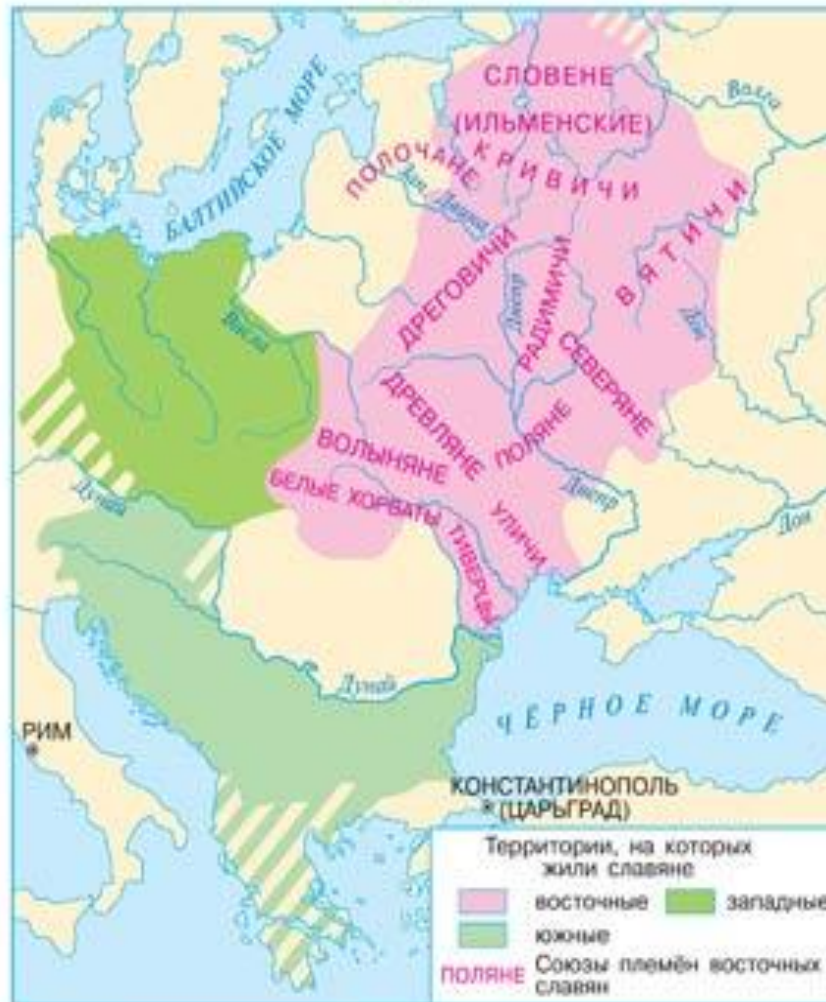 СЛОВЕНЕ
(ИЛЬМЕНСКИЕ)
Волга
БАЛТИЙСКОЕ МОРЕ
ПОЛОЧАНЕ
КРИВИЧИ
Зап. Двина
ВЯТИЧИ
ДРЕГОВИЧИ
Днепр
РАДИМИЧИ
Дон
Висла
СЕВЕРЯНЕ
ДРЕВЛЯНЕ
ПОЛЯНЕ
ВОЛЫНЯНЕ
БЕЛЫЕ ХОРВАТЫ
Дунай
Днепр
УЛИЧИ
ТИВЕРЦЫ
Дон
Дунай
ЧЁРНОЕ МОРЕ
РИМ
КОНСТАНТИНОПОЛЬ
(ЦАРЬГРАД)
Территории, на которых
жили славяне
восточные западные
южные
ПОЛЯНЕ Союзы племён восточных
славян